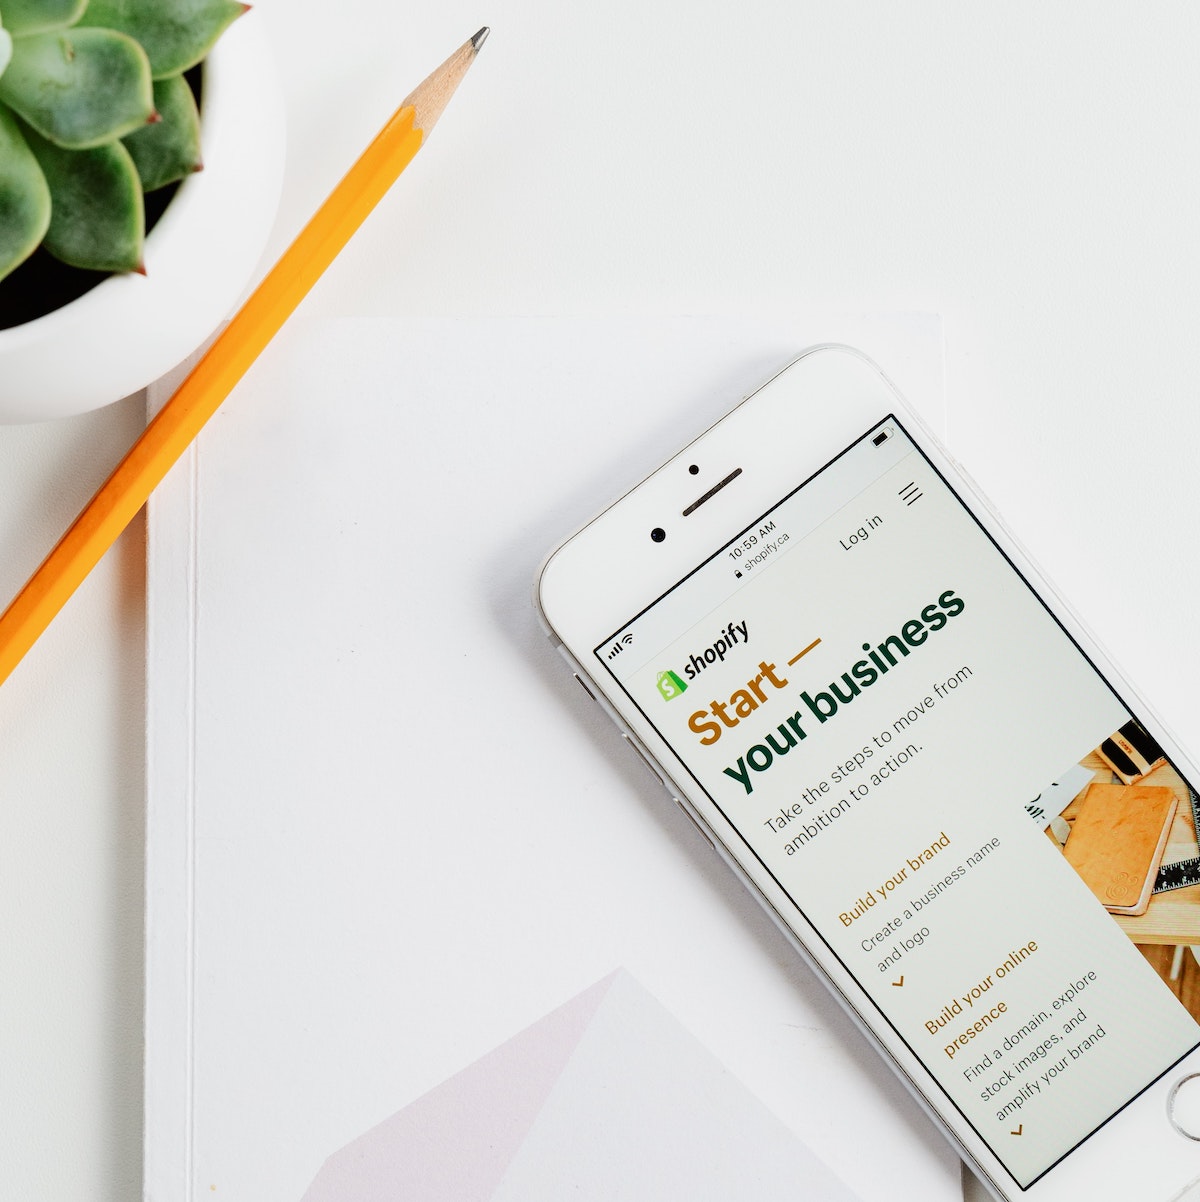 10:59 AM
shopify.ca
Log in
shopify
Start —
your business
Take the steps to move from
ambition to action.
Build your brand
Create a business name
and logo
Build your online
presence
Find a domain, explore
stock images, and
amplify your brand